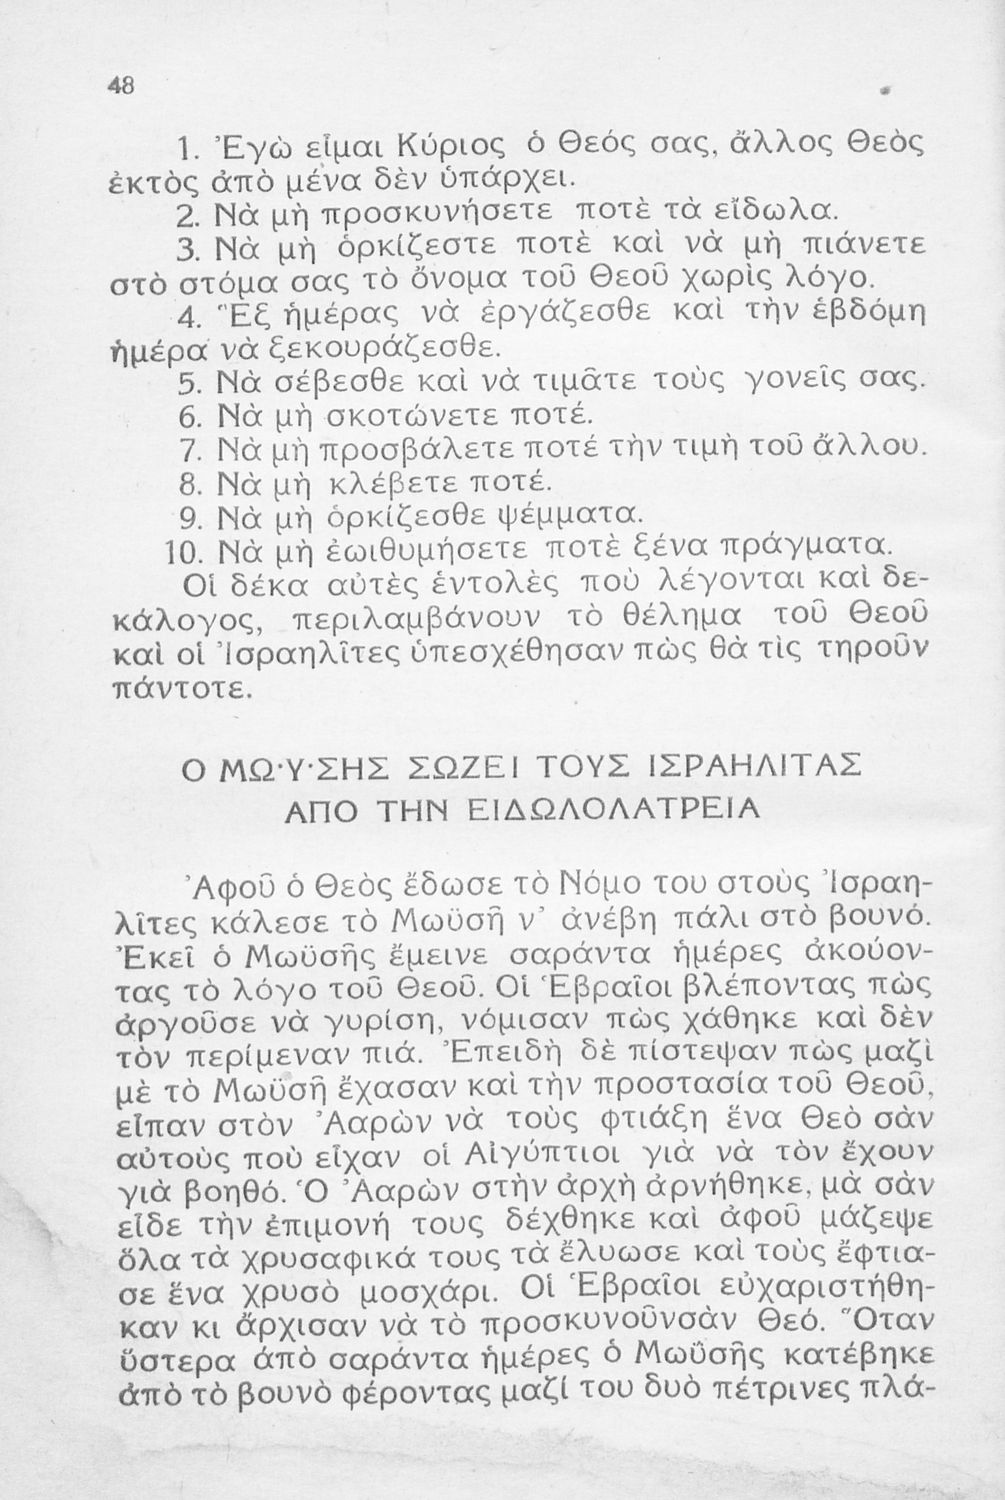 48
1. Ἐγὼ εἶμαι Κύριος ὁ Θεός σας, ἄλλος Θεὸς
ἐκτὸς ἀπὸ μένα δὲν ὑπάρχει.
2. Νὰ μὴ προσκυνήσετε ποτὲ τὰ εἴδωλα.
3. Νὰ μὴ ὁρκίζεστε ποτὲ καὶ νὰ μὴ πιάνετε
στὸ στόμα σας τὸ ὄνομα τοῦ Θεοῦ χωρὶς λόγο.
4. Ἓξ ἡμέρας νὰ ἐργάζεσθε καὶ τὴν ἑβδόμη
ἡμέρα νὰ ξεκουράζεσθε.
5. Νὰ σέβεσθε καὶ νὰ τιμᾶτε τοὺς γονεῖς σας.
6. Νὰ μὴ σκοτώνετε ποτέ.
7. Νὰ μὴ προσβάλετε ποτέ τὴν τιμὴ τοῦ ἄλλου.
8. Νὰ μὴ κλέβετε ποτέ.
9. Νὰ μὴ ὁρκίζεσθε ψέμματα.
10. Νὰ μὴ ἐωιθυμήσετε ποτὲ ξένα πράγματα.
Οἱ δέκα αὐτὲς ἐντολὲς ποὺ λέγονται καὶ δε-
κάλογος, περιλαμβάνουν τὸ θέλημα τοῦ Θεοῦ
καὶ οἱ Ἰσραηλῖτες ὑπεσχέθησαν πὼς θὰ τὶς τηροῦν
πάντοτε.
Ο ΜΩ·Υ·ΣΗΣ ΣΩΖΕΙ ΤΟΥΣ ΙΣΡΑΗΛΙΤΑΣ
ΑΠΟ ΤΗΝ ΕΙΔΩΛΟΛΑΤΡΕΙΑ
Ἀφοῦ ὁ Θεὸς ἔδωσε τὸ Νόμο του στοὺς Ἰσραη-
λῖτες κάλεσε τὸ Μωϋσῆ ν' ἀνέβη πάλι στὸ βουνό.
Ἐκεῖ ὁ Μωϋσῆς ἔμεινε σαράντα ἡμέρες ἀκούον-
τας τὸ λόγο τοῦ Θεοῦ. Οἱ Ἑβραῖοι βλέποντας πὼς
ἀργοῦσε νὰ γυρίση, νόμισαν πὼς χάθηκε καὶ δὲν
τὸν περίμεναν πιά. Ἐπειδὴ δὲ πίστεψαν πὼς μαζὶ
μὲ τὸ Μωϋσῆ ἔχασαν καὶ τὴν προστασία τοῦ Θεοῦ,
εἶπαν στὸν Ἀαρὼν νὰ τοὺς φτιάξη ἕνα Θεὸ σὰν
αὐτοὺς ποὺ εἶχαν οἱ Αἰγύπτιοι γιὰ νὰ τὸν ἔχουν
γιὰ βοηθό. Ὁ Ἀαρὼν στὴν ἀρχὴ ἀρνήθηκε, μὰ σὰν
εἶδε τὴν ἐπιμονή τους δέχθηκε καὶ ἀφοῦ μάζεψε
ὅλα τὰ χρυσαφικά τους τὰ ἔλυωσε καὶ τοὺς ἔφτια-
σε ἕνα χρυσὸ μοσχάρι. Οἱ Ἑβραῖοι εὐχαριστήθη-
καν κι ἄρχισαν νὰ τὸ προσκυνοῦνσὰν Θεό. Ὅταν
ὕστερα ἀπὸ σαράντα ἡμέρες ὁ Μωΰσῆς κατέβηκε
ἀπὸ τὸ βουνὸ φέροντας μαζί του δυὸ πέτρινες πλά-